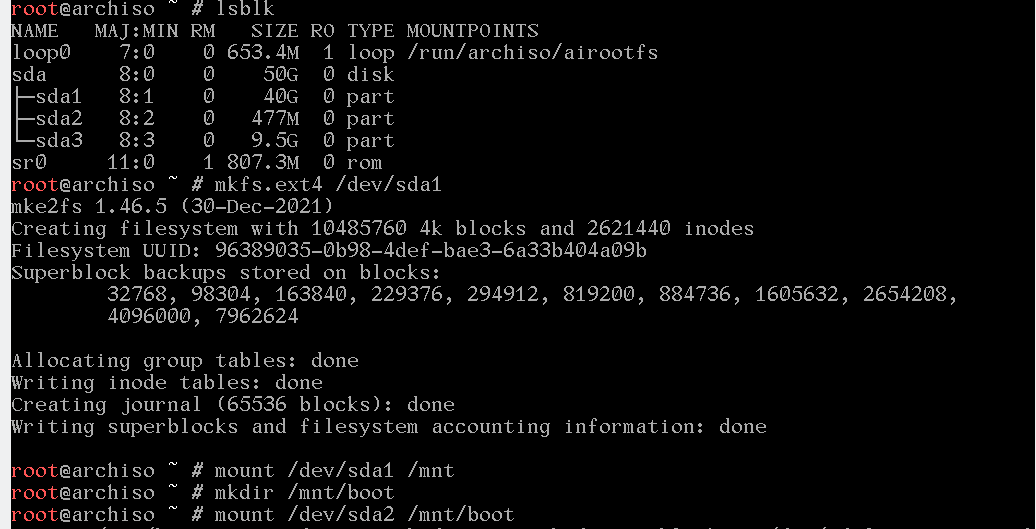 root@archiso ~ # lsblk
NAME   MAJ:MIN RM   SIZE RO TYPE MOUNTPOINTS
loop0    7:0    0 653.4M  1 loop /run/archiso/airootfs
sda      8:0    0    50G  0 disk
├─sda1   8:1    0    40G  0 part
├─sda2   8:2    0   477M  0 part
└─sda3   8:3    0   9.5G  0 part
sr0     11:0    1 807.3M  0 rom
root@archiso ~ # mkfs.ext4 /dev/sda1
mke2fs 1.46.5 (30-Dec-2021)
Creating filesystem with 10485760 4k blocks and 2621440 inodes
Filesystem UUID: 96389035-0b98-4def-bae3-6a33b404a09b
Superblock backups stored on blocks:
        32768, 98304, 163840, 229376, 294912, 819200, 884736, 1605632, 2654208,
        4096000, 7962624

Allocating group tables: done
Writing inode tables: done
Creating journal (65536 blocks): done
Writing superblocks and filesystem accounting information: done

root@archiso ~ # mount /dev/sda1 /mnt
root@archiso ~ # mkdir /mnt/boot
root@archiso ~ # mount /dev/sda2 /mnt/boot